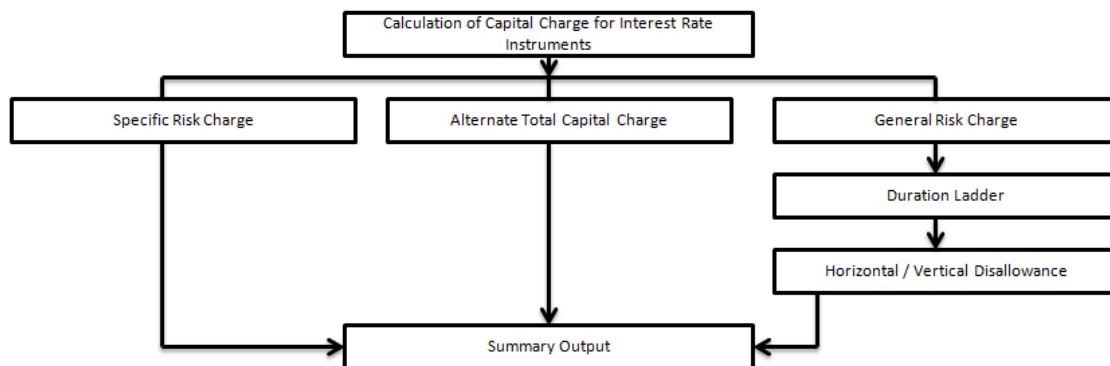 Calculation of Capital Charge for Interest Rate
Instruments
Specific Risk Charge
Alternate Total Capital Charge
General Risk Charge
Duration Ladder
Horizontal / Vertical Disallowance
Summary Output